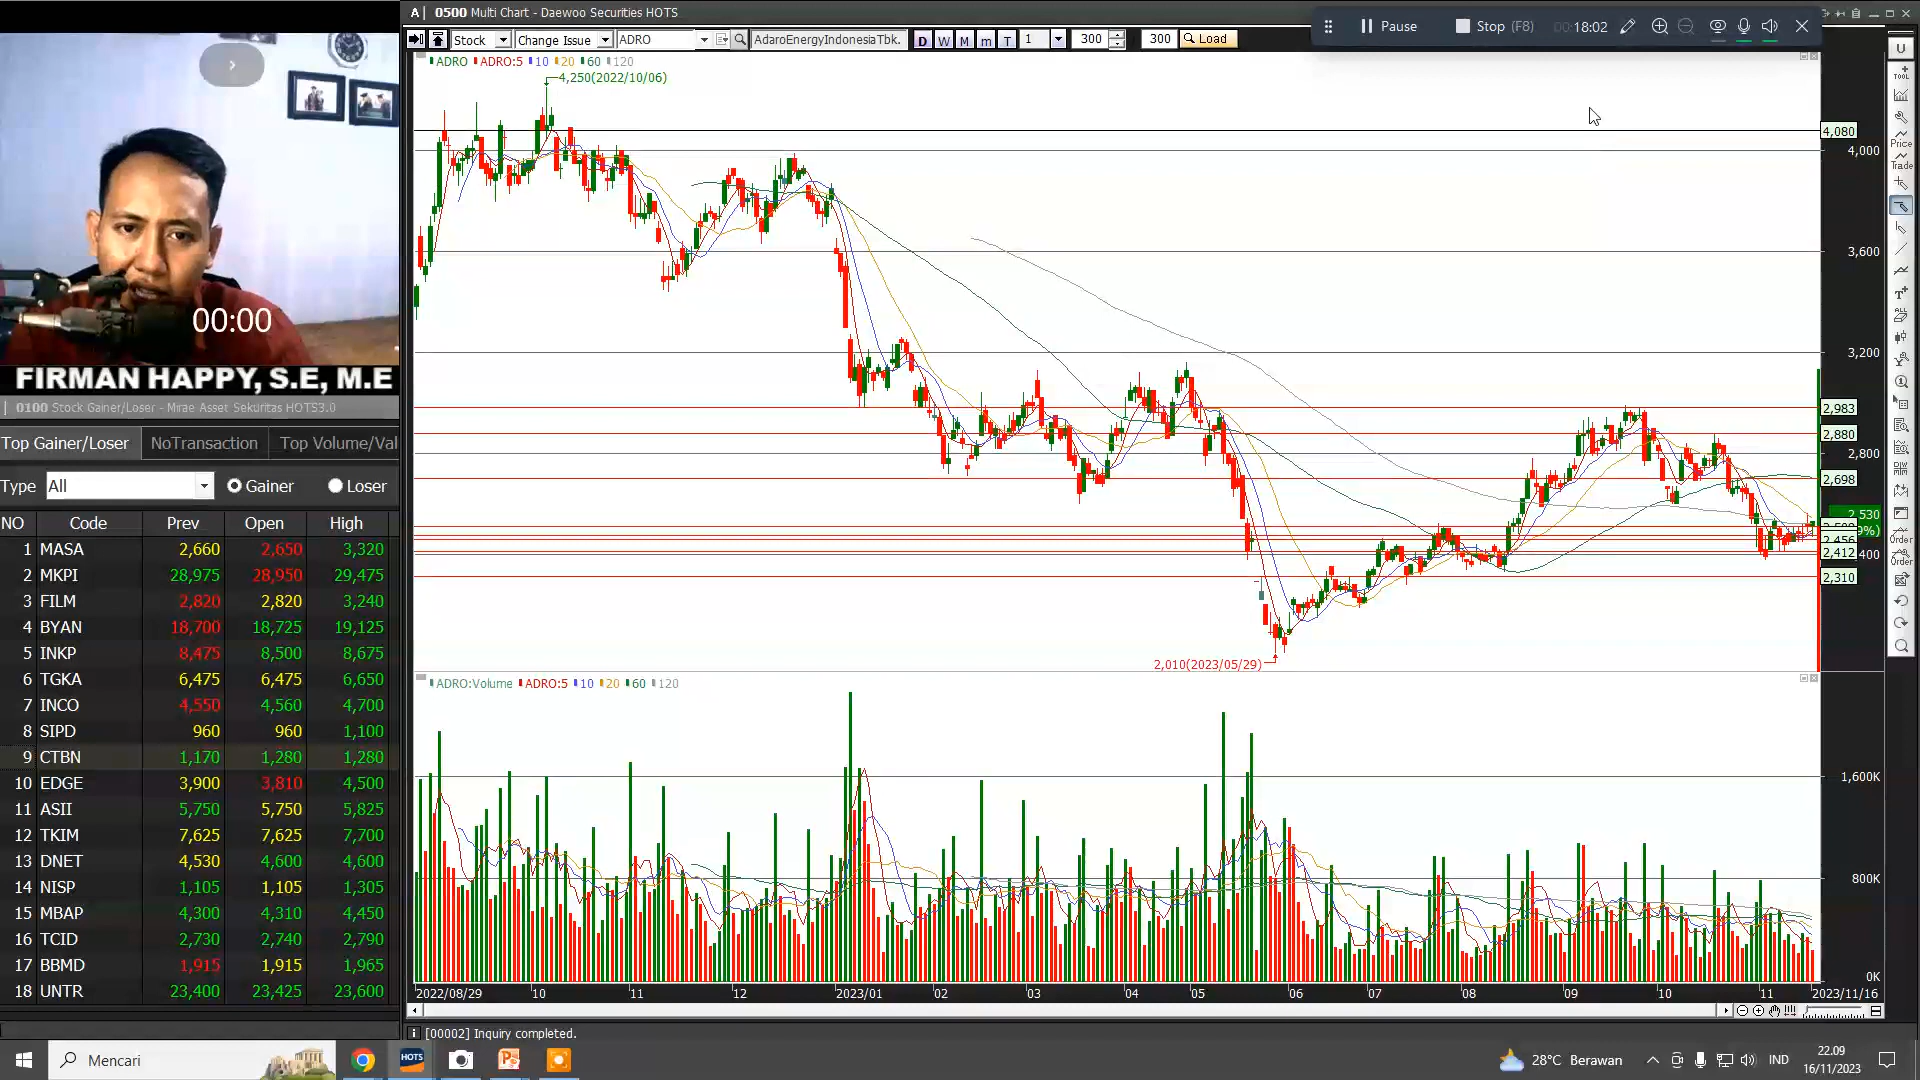 A | 0500 Multi Chart - Daewoo Securities HOTS
Pause Stop (F8) 00:18:02
Stock Change Issue ADRO AdaroEnergyIndonesiaTbk. D W M m T 1 300 300 Load
ADRO ADRO:5 10 20 60 120
4,250(2022/10/06)
4,080
4,000
3,600
3,200
2,983
2,880
2,800
2,698
2,530
2,456
2,412
2,310
2,010(2023/05/29)
U
TOOL
Price
Trade
ALL
DIV
Order
Order
00:00
FIRMAN HAPPY, S.E, M.E
0100 Stock Gainer/Loser - Mirae Asset Sekuritas HOTS3.0
Top Gainer/Loser NoTransaction Top Volume/Val
Type All Gainer Loser
NO Code Prev Open High
1 MASA 2,660 2,650 3,320
2 MKPI 28,975 28,950 29,475
3 FILM 2,820 2,820 3,240
4 BYAN 18,700 18,725 19,125
5 INKP 8,475 8,500 8,675
6 TGKA 6,475 6,475 6,650
7 INCO 4,550 4,560 4,700
8 SIPD 960 960 1,100
9 CTBN 1,170 1,280 1,280
10 EDGE 3,900 3,810 4,500
11 ASII 5,750 5,750 5,825
12 TKIM 7,625 7,625 7,700
13 DNET 4,530 4,600 4,600
14 NISP 1,105 1,105 1,305
15 MBAP 4,300 4,310 4,450
16 TCID 2,730 2,740 2,790
17 BBMD 1,915 1,915 1,965
18 UNTR 23,400 23,425 23,600
ADRO:Volume ADRO:5 10 20 60 120
1,600K
800K
0K
2022/08/29 10 11 12 2023/01 02 03 04 05 06 07 08 09 10 11 2023/11/16
[00002] Inquiry completed.
Mencari
HOTS
28°C Berawan
IND
22.09
16/11/2023